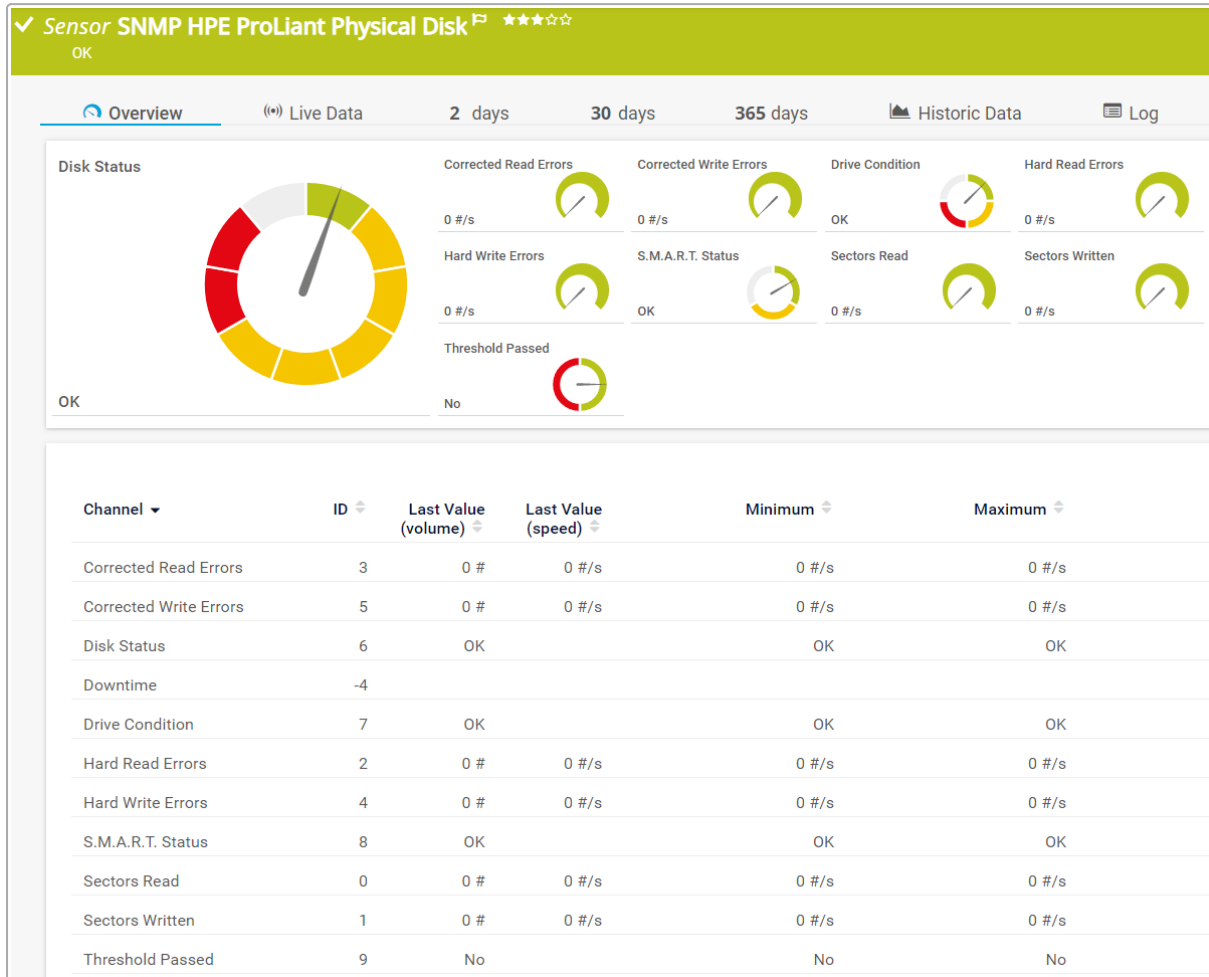 Sensor SNMP HPE ProLiant Physical Disk
OK
Overview Live Data 2 days 30 days 365 days Historic Data Log
Disk Status
OK
Corrected Read Errors
0 #/s
Corrected Write Errors
0 #/s
Drive Condition
OK
Hard Read Errors
0 #/s
Hard Write Errors
0 #/s
S.M.A.R.T. Status
OK
Sectors Read
0 #/s
Sectors Written
0 #/s
Threshold Passed
No
Channel ID Last Value (volume) Last Value (speed) Minimum Maximum
Corrected Read Errors 3 0 # 0 #/s 0 #/s 0 #/s
Corrected Write Errors 5 0 # 0 #/s 0 #/s 0 #/s
Disk Status 6 OK OK OK
Downtime -4
Drive Condition 7 OK OK OK
Hard Read Errors 2 0 # 0 #/s 0 #/s 0 #/s
Hard Write Errors 4 0 # 0 #/s 0 #/s 0 #/s
S.M.A.R.T. Status 8 OK OK OK
Sectors Read 0 0 # 0 #/s 0 #/s 0 #/s
Sectors Written 1 0 # 0 #/s 0 #/s 0 #/s
Threshold Passed 9 No No No